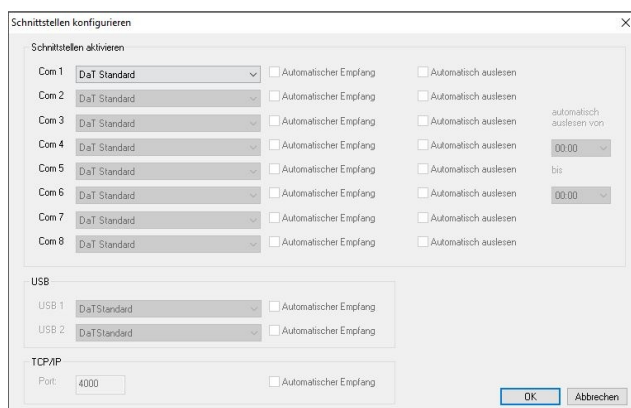 Schnittstellen konfigurieren
Schnittstellen aktivieren
Com 1 DaT Standard Automatischer Empfang Automatisch auslesen
Com 2 DaT Standard Automatischer Empfang Automatisch auslesen
automatisch
auslesen von
Com 3 DaT Standard Automatischer Empfang Automatisch auslesen
Com 4 DaT Standard Automatischer Empfang Automatisch auslesen 00:00
Com 5 DaT Standard Automatischer Empfang Automatisch auslesen bis
Com 6 DaT Standard Automatischer Empfang Automatisch auslesen 00:00
Com 7 DaT Standard Automatischer Empfang Automatisch auslesen
Com 8 DaT Standard Automatischer Empfang Automatisch auslesen
USB
USB 1 DaTStandard Automatischer Empfang
USB 2 DaTStandard Automatischer Empfang
TCP/IP
Port: 4000 Automatischer Empfang
OK Abbrechen